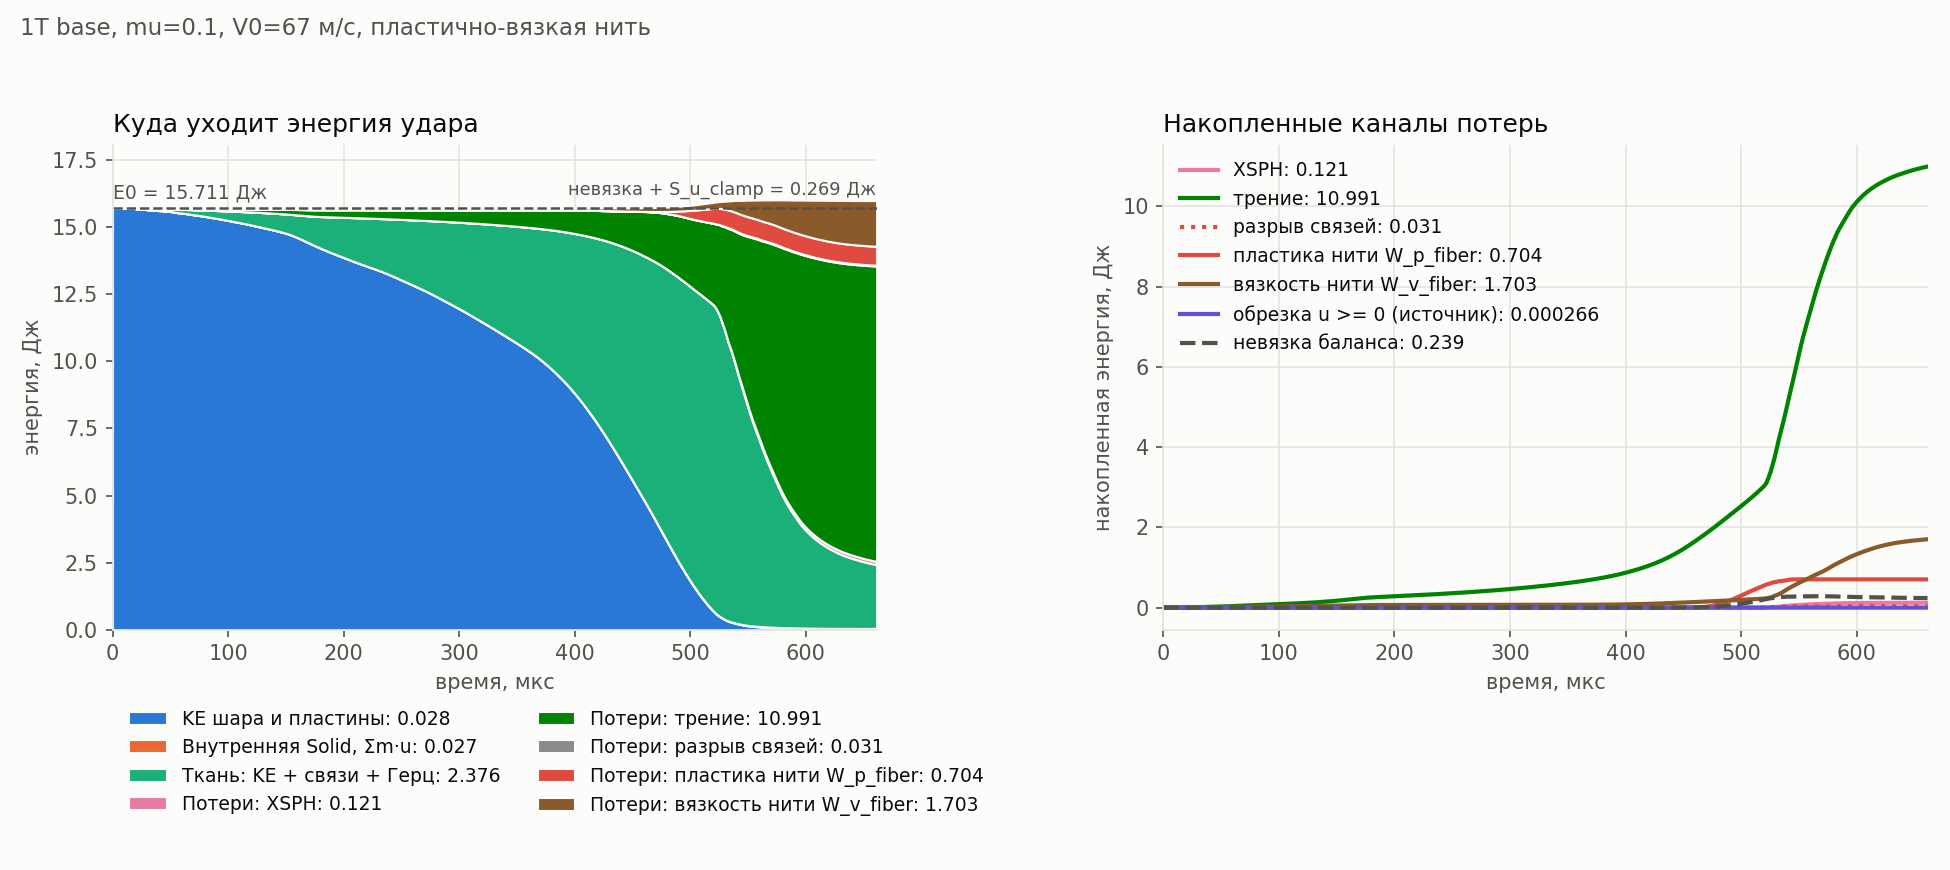 1T base, mu=0.1, V0=67 м/с, пластично-вязкая нить
Куда уходит энергия удара
17.5
15.0
12.5
10.0
7.5
5.0
2.5
0.0
энергия, Дж
E0 = 15.711 Дж
невязка + S_u_clamp = 0.269 Дж
0 100 200 300 400 500 600
время, мкс
KE шара и пластины: 0.028
Внутренняя Solid, Σm·u: 0.027
Ткань: KE + связи + Герц: 2.376
Потери: XSPH: 0.121
Потери: трение: 10.991
Потери: разрыв связей: 0.031
Потери: пластика нити W_p_fiber: 0.704
Потери: вязкость нити W_v_fiber: 1.703
Накопленные каналы потерь
10
8
6
4
2
0
накопленная энергия, Дж
XSPH: 0.121
трение: 10.991
разрыв связей: 0.031
пластика нити W_p_fiber: 0.704
вязкость нити W_v_fiber: 1.703
обрезка u >= 0 (источник): 0.000266
невязка баланса: 0.239
0 100 200 300 400 500 600
время, мкс